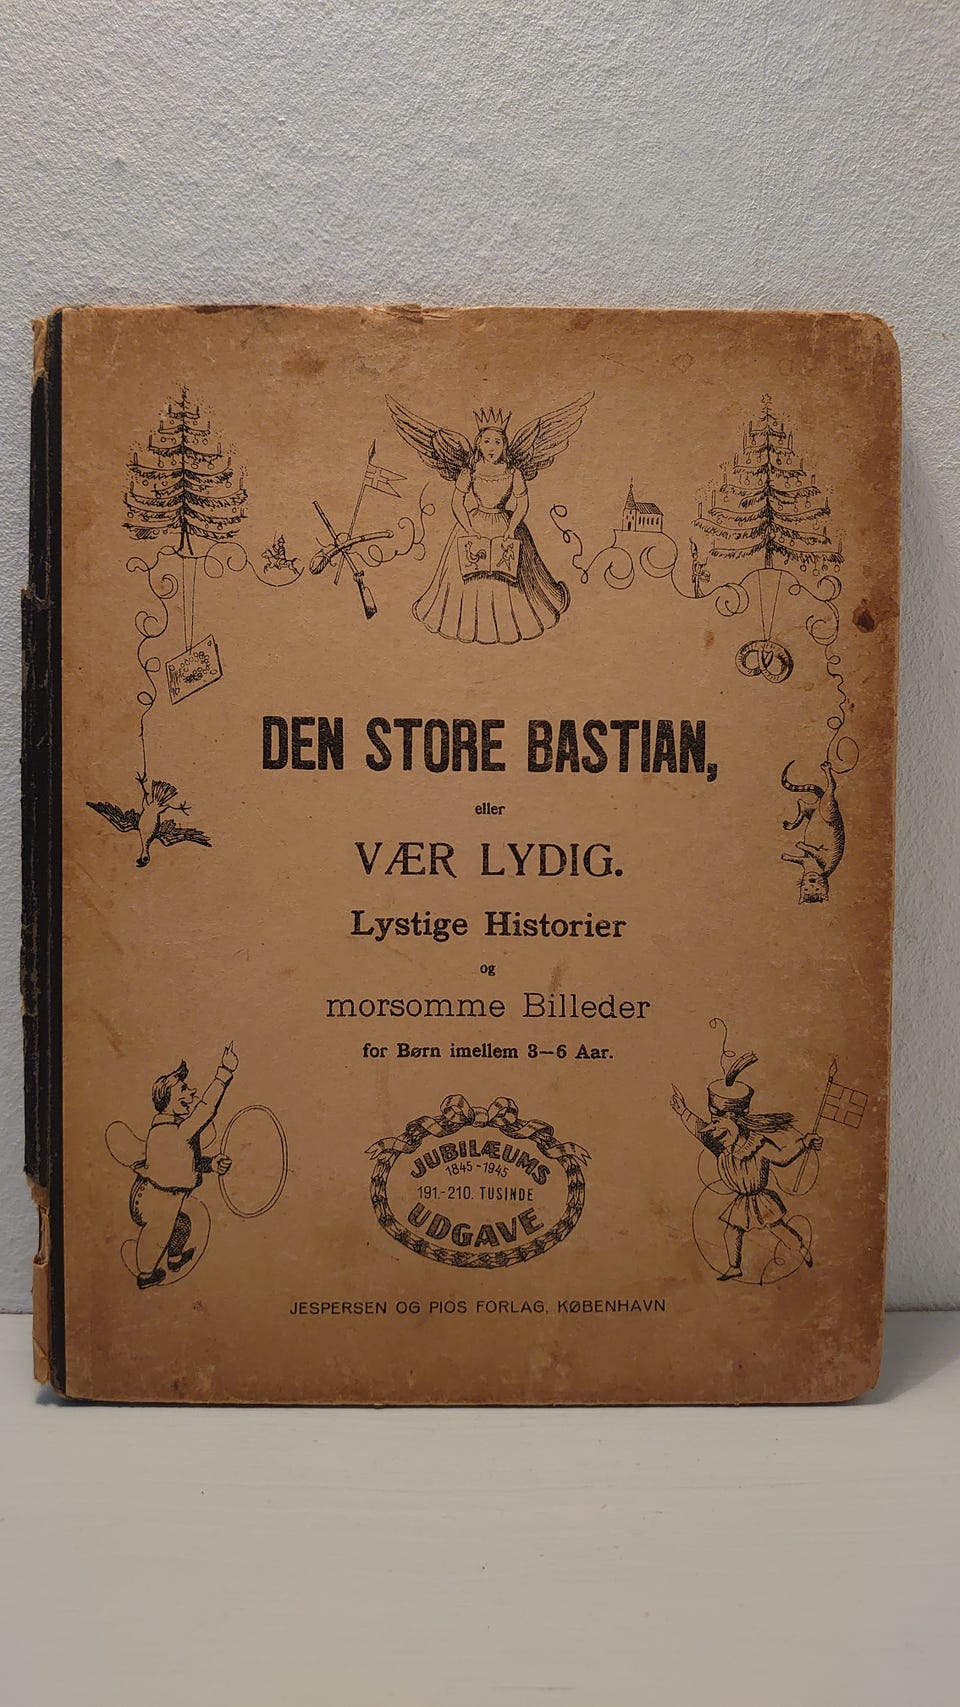 DEN STORE BASTIAN,
eller
VÆR LYDIG.
Lystige Historier
og
morsomme Billeder
for Børn imellem 3—6 Aar.
JUBILÆUMS
1845-1945
191.-210. TUSINDE
UDGAVE
JESPERSEN OG PIOS FORLAG, KØBENHAVN